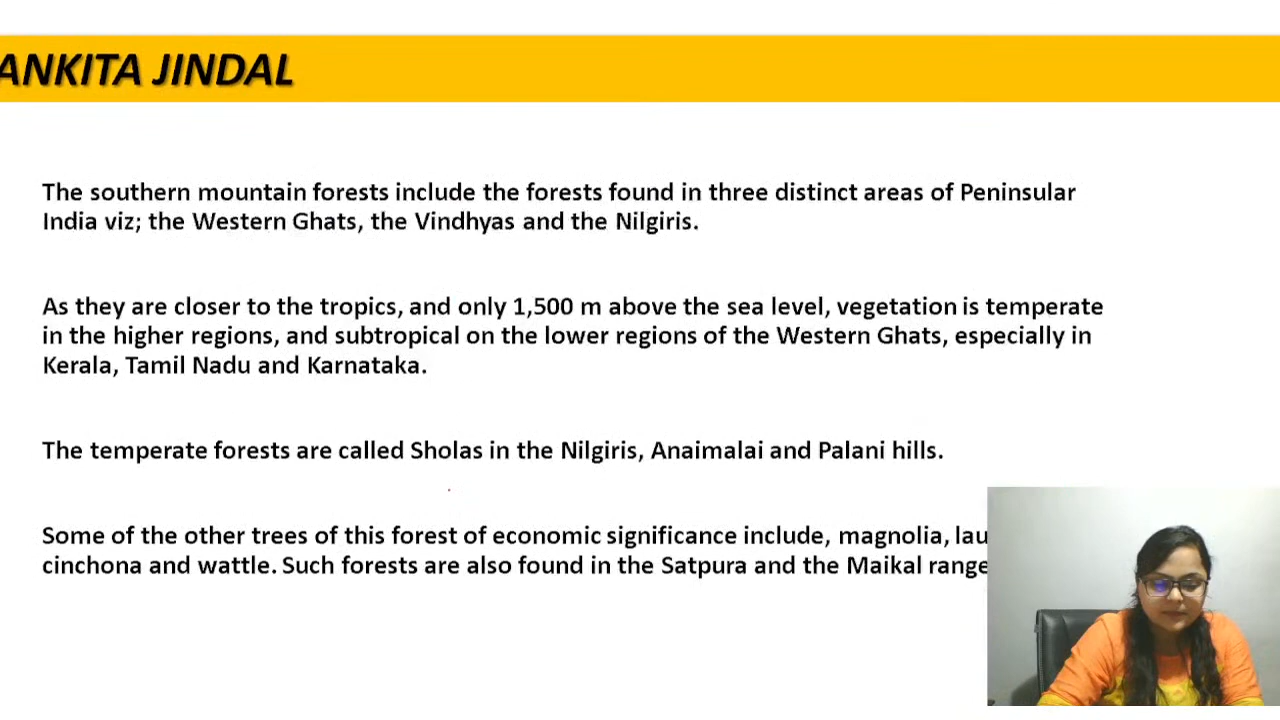 ANKITA JINDAL
The southern mountain forests include the forests found in three distinct areas of Peninsular
India viz; the Western Ghats, the Vindhyas and the Nilgiris.
As they are closer to the tropics, and only 1,500 m above the sea level, vegetation is temperate
in the higher regions, and subtropical on the lower regions of the Western Ghats, especially in
Kerala, Tamil Nadu and Karnataka.
The temperate forests are called Sholas in the Nilgiris, Anaimalai and Palani hills.
Some of the other trees of this forest of economic significance include, magnolia,
cinchona and wattle. Such forests are also found in the Satpura and the Maikal range